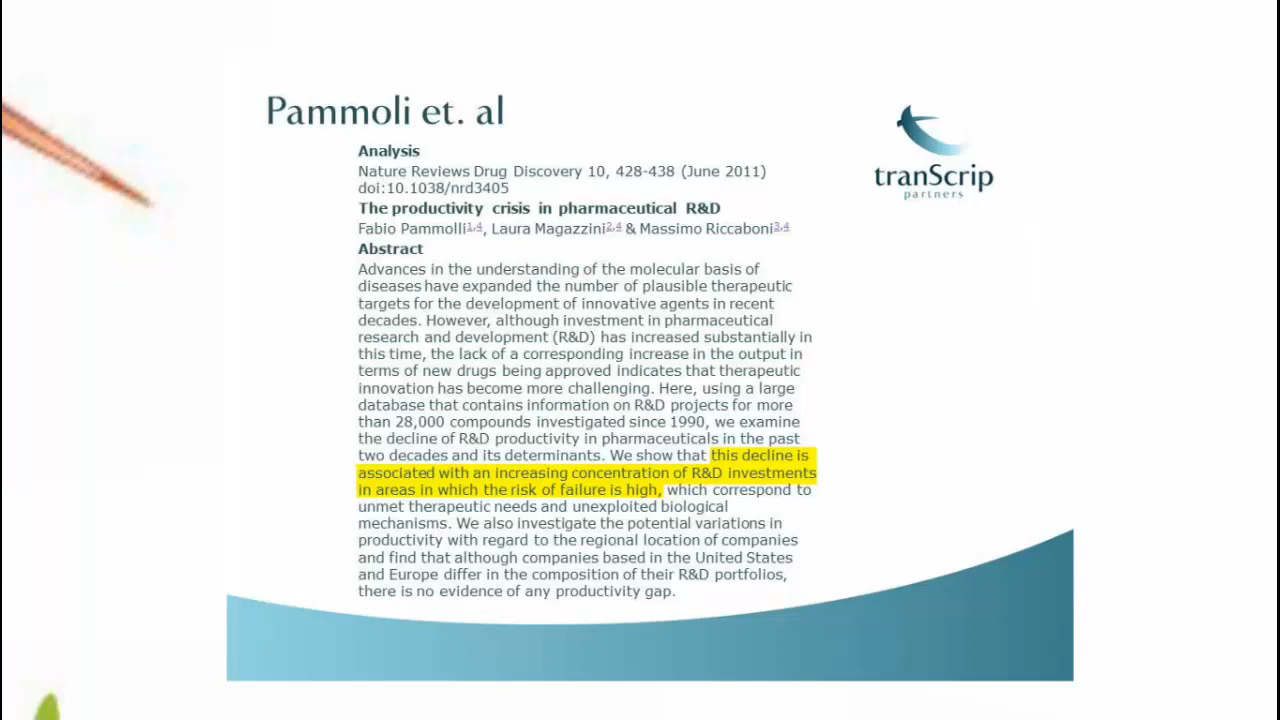 Pammoli et. al
tranScrip
partners
Analysis
Nature Reviews Drug Discovery 10, 428-438 (June 2011)
doi:10.1038/nrd3405
The productivity crisis in pharmaceutical R&D
Fabio Pammolli1,4, Laura Magazzini2,4 & Massimo Riccaboni3,4
Abstract
Advances in the understanding of the molecular basis of
diseases have expanded the number of plausible therapeutic
targets for the development of innovative agents in recent
decades. However, although investment in pharmaceutical
research and development (R&D) has increased substantially in
this time, the lack of a corresponding increase in the output in
terms of new drugs being approved indicates that therapeutic
innovation has become more challenging. Here, using a large
database that contains information on R&D projects for more
than 28,000 compounds investigated since 1990, we examine
the decline of R&D productivity in pharmaceuticals in the past
two decades and its determinants. We show that this decline is
associated with an increasing concentration of R&D investments
in areas in which the risk of failure is high, which correspond to
unmet therapeutic needs and unexploited biological
mechanisms. We also investigate the potential variations in
productivity with regard to the regional location of companies
and find that although companies based in the United States
and Europe differ in the composition of their R&D portfolios,
there is no evidence of any productivity gap.